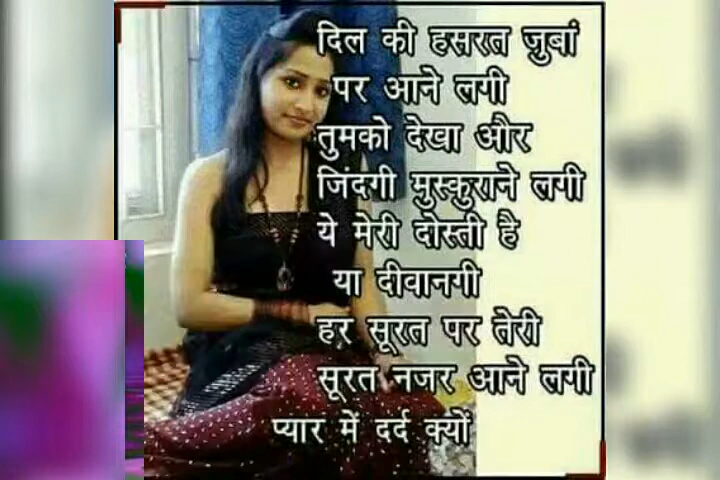 दिल की हसरत जुबां
पर आने लगी
तुमको देखा और
जिंदगी मुस्कुराने लगी
ये मेरी दोस्ती है
या दीवानगी
हर सूरत पर तेरी
सूरत नजर आने लगी
प्यार में दर्द क्यों